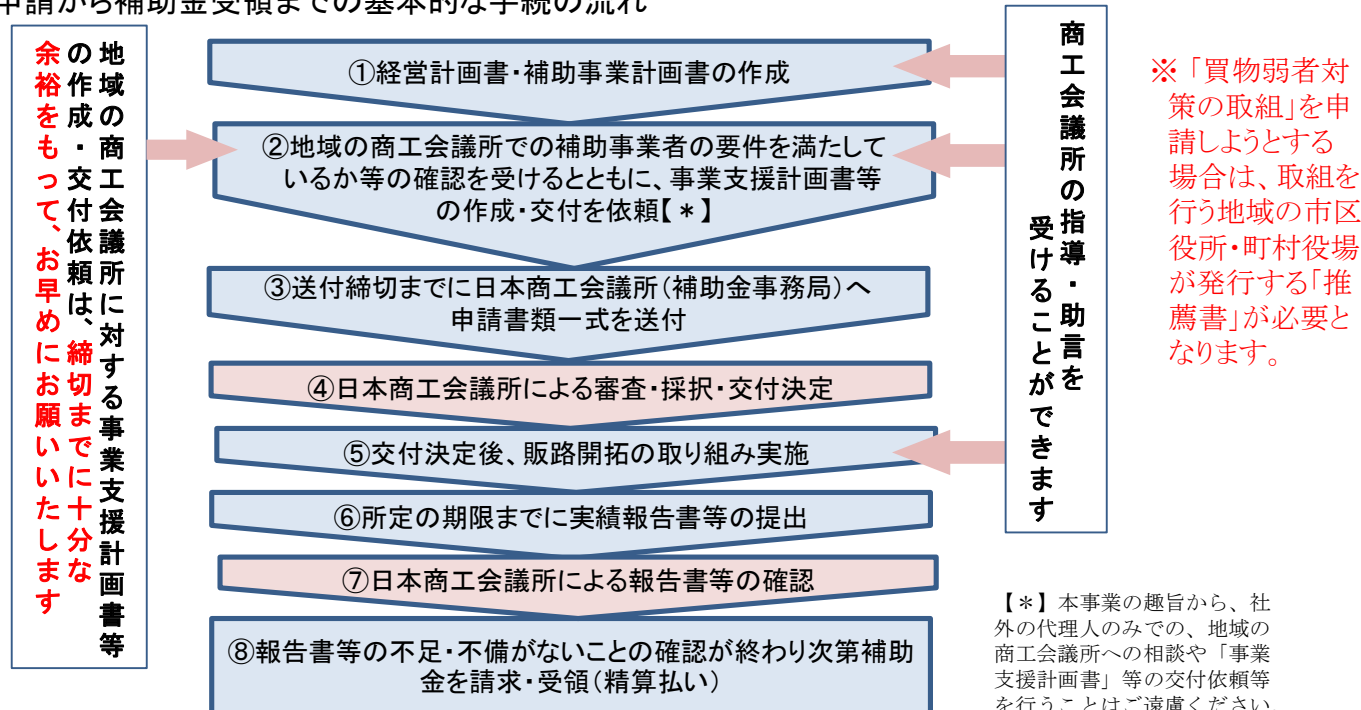 申請から補助金受領までの基本的な手続の流れ
地域の商工会議所に対する事業支援計画書等
の作成・交付依頼は、締切までに十分な
余裕をもって、お早めにお願いいたします
①経営計画書・補助事業計画書の作成
②地域の商工会議所での補助事業者の要件を満たして
いるか等の確認を受けるとともに、事業支援計画書等
の作成・交付を依頼【＊】
③送付締切までに日本商工会議所（補助金事務局）へ
申請書類一式を送付
④日本商工会議所による審査・採択・交付決定
⑤交付決定後、販路開拓の取り組み実施
⑥所定の期限までに実績報告書等の提出
⑦日本商工会議所による報告書等の確認
⑧報告書等の不足・不備がないことの確認が終わり次第補助
金を請求・受領（精算払い）
商工会議所の指導・助言を
受けることができます
※「買物弱者対
策の取組」を申
請しようとする
場合は、取組を
行う地域の市区
役所・町村役場
が発行する「推
薦書」が必要と
なります。
【＊】本事業の趣旨から、社
外の代理人のみでの、地域の
商工会議所への相談や「事業
支援計画書」等の交付依頼等
を行うことはご遠慮ください。